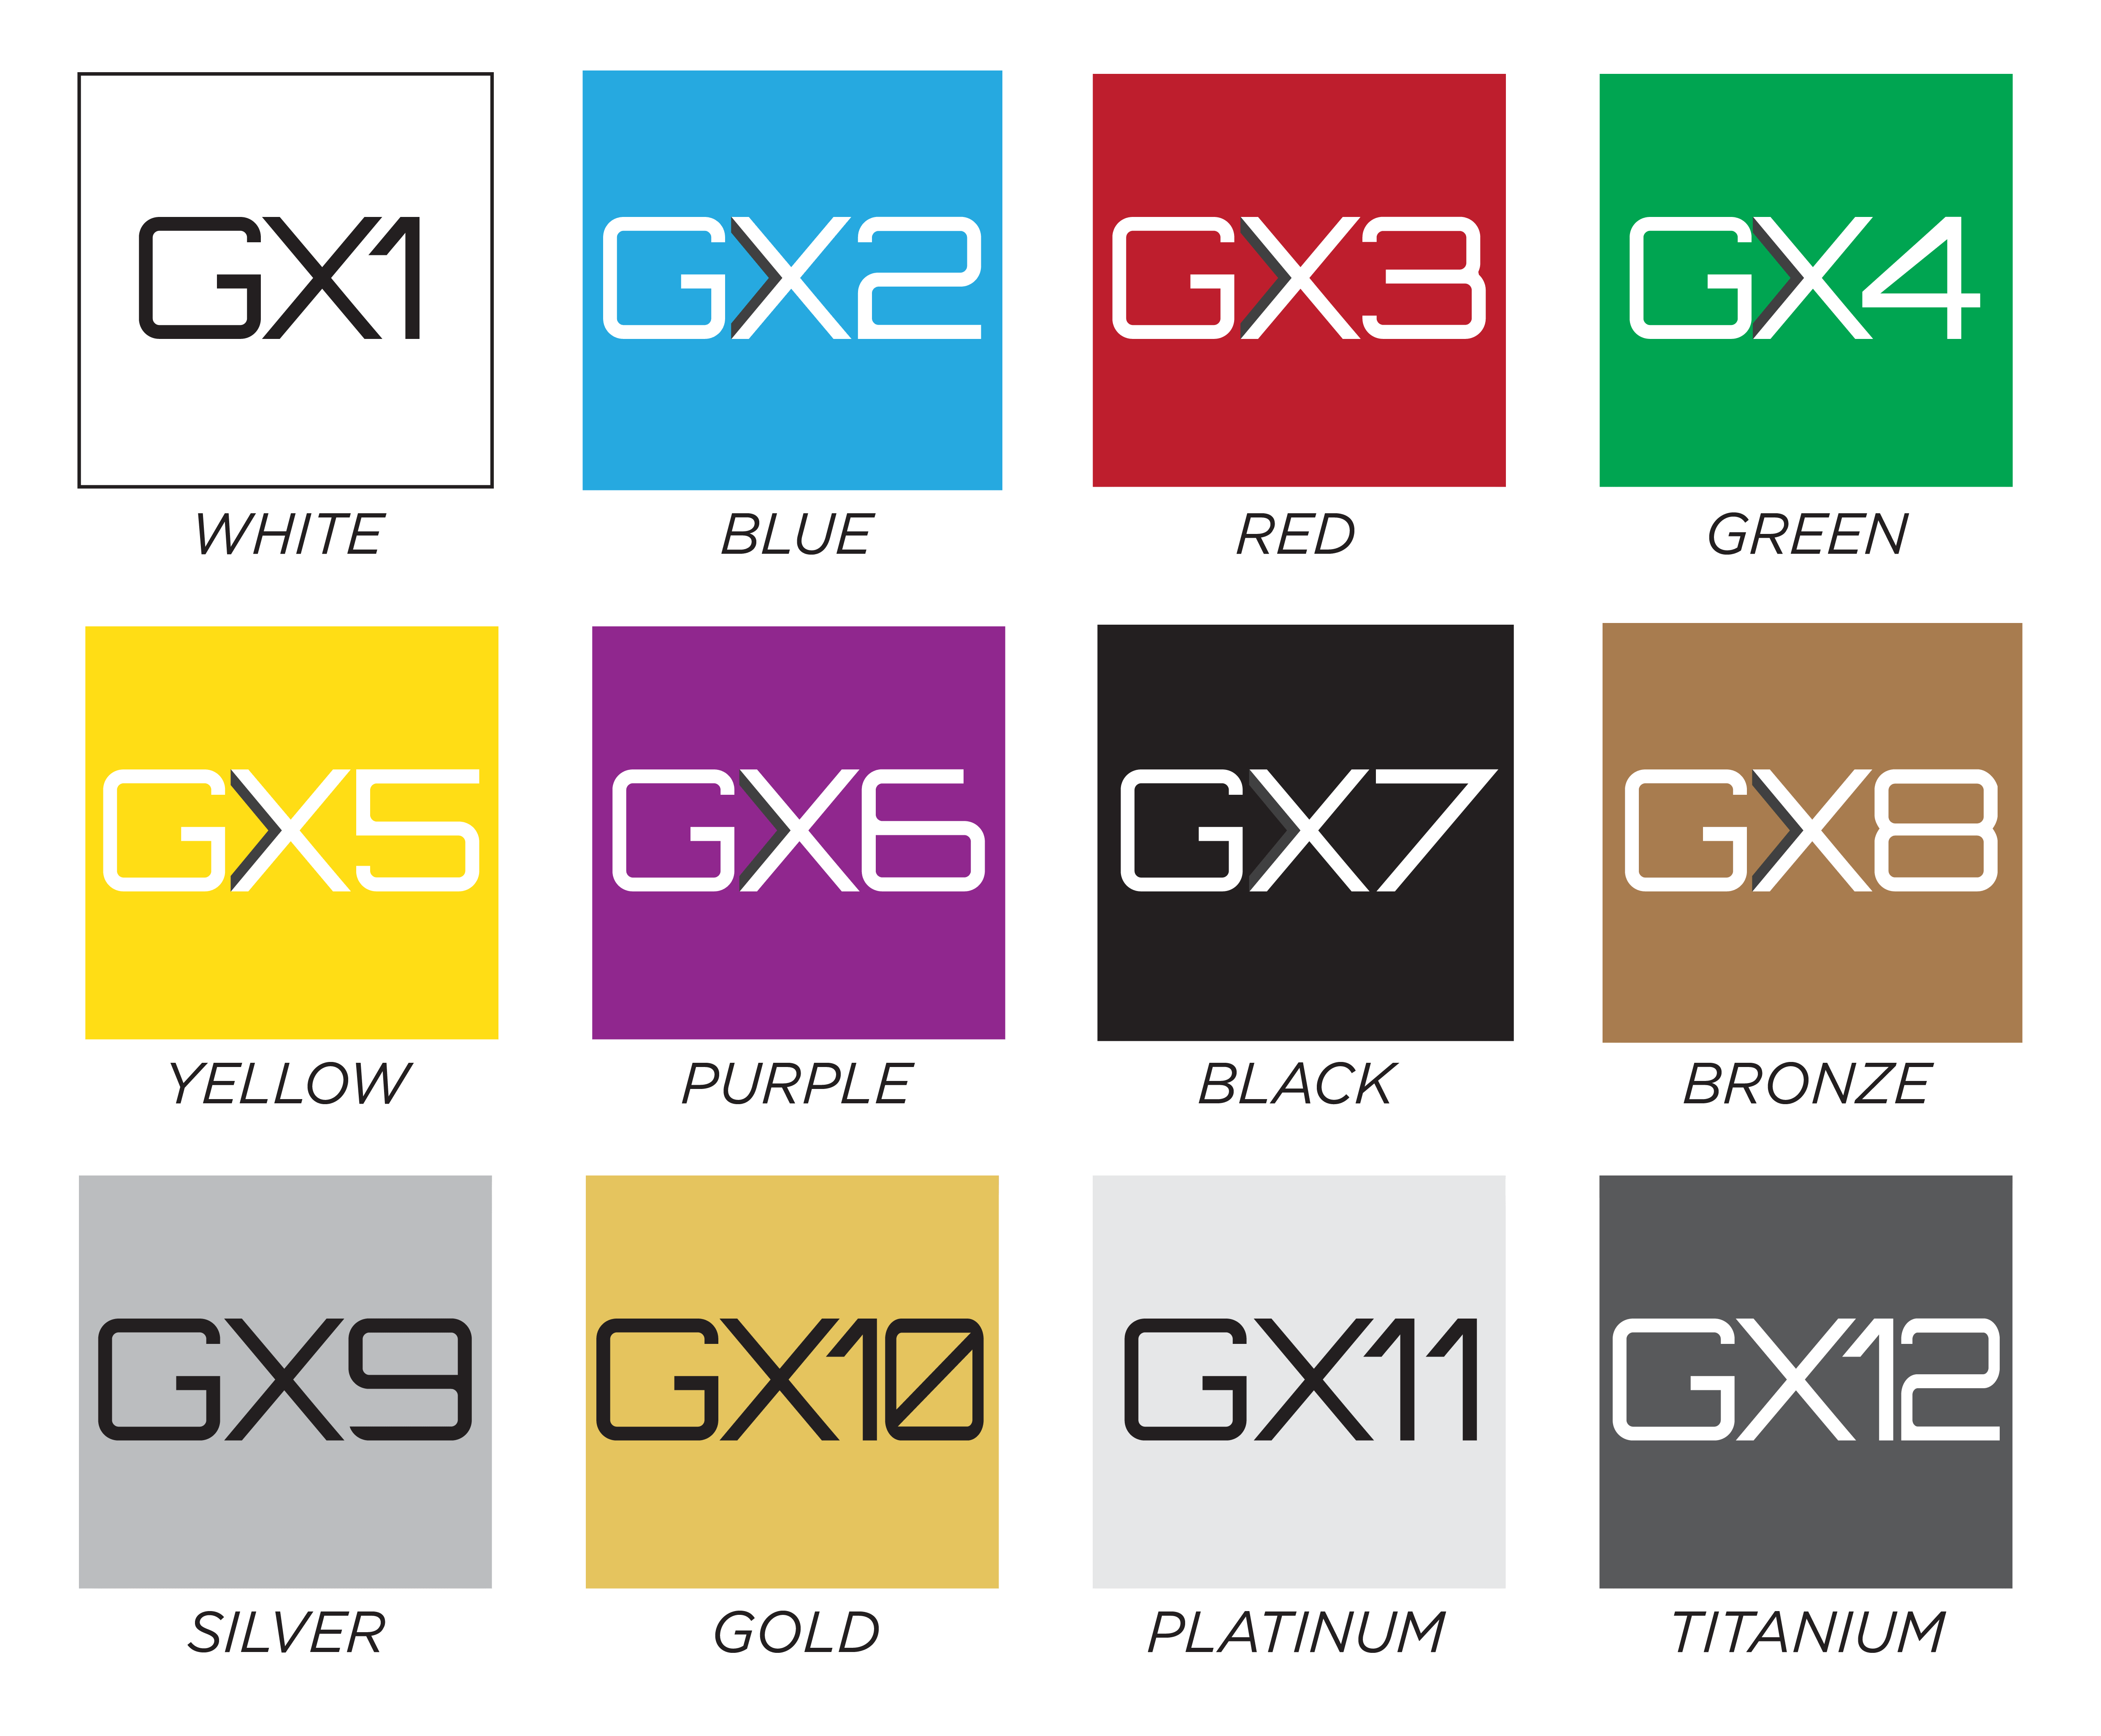 GX1 GX2 GX3 GX4
WHITE BLUE RED GREEN
GX5 GX6 GX7 GX8
YELLOW PURPLE BLACK BRONZE
GX9 GX10 GX11 GX12
SILVER GOLD PLATINUM TITANIUM